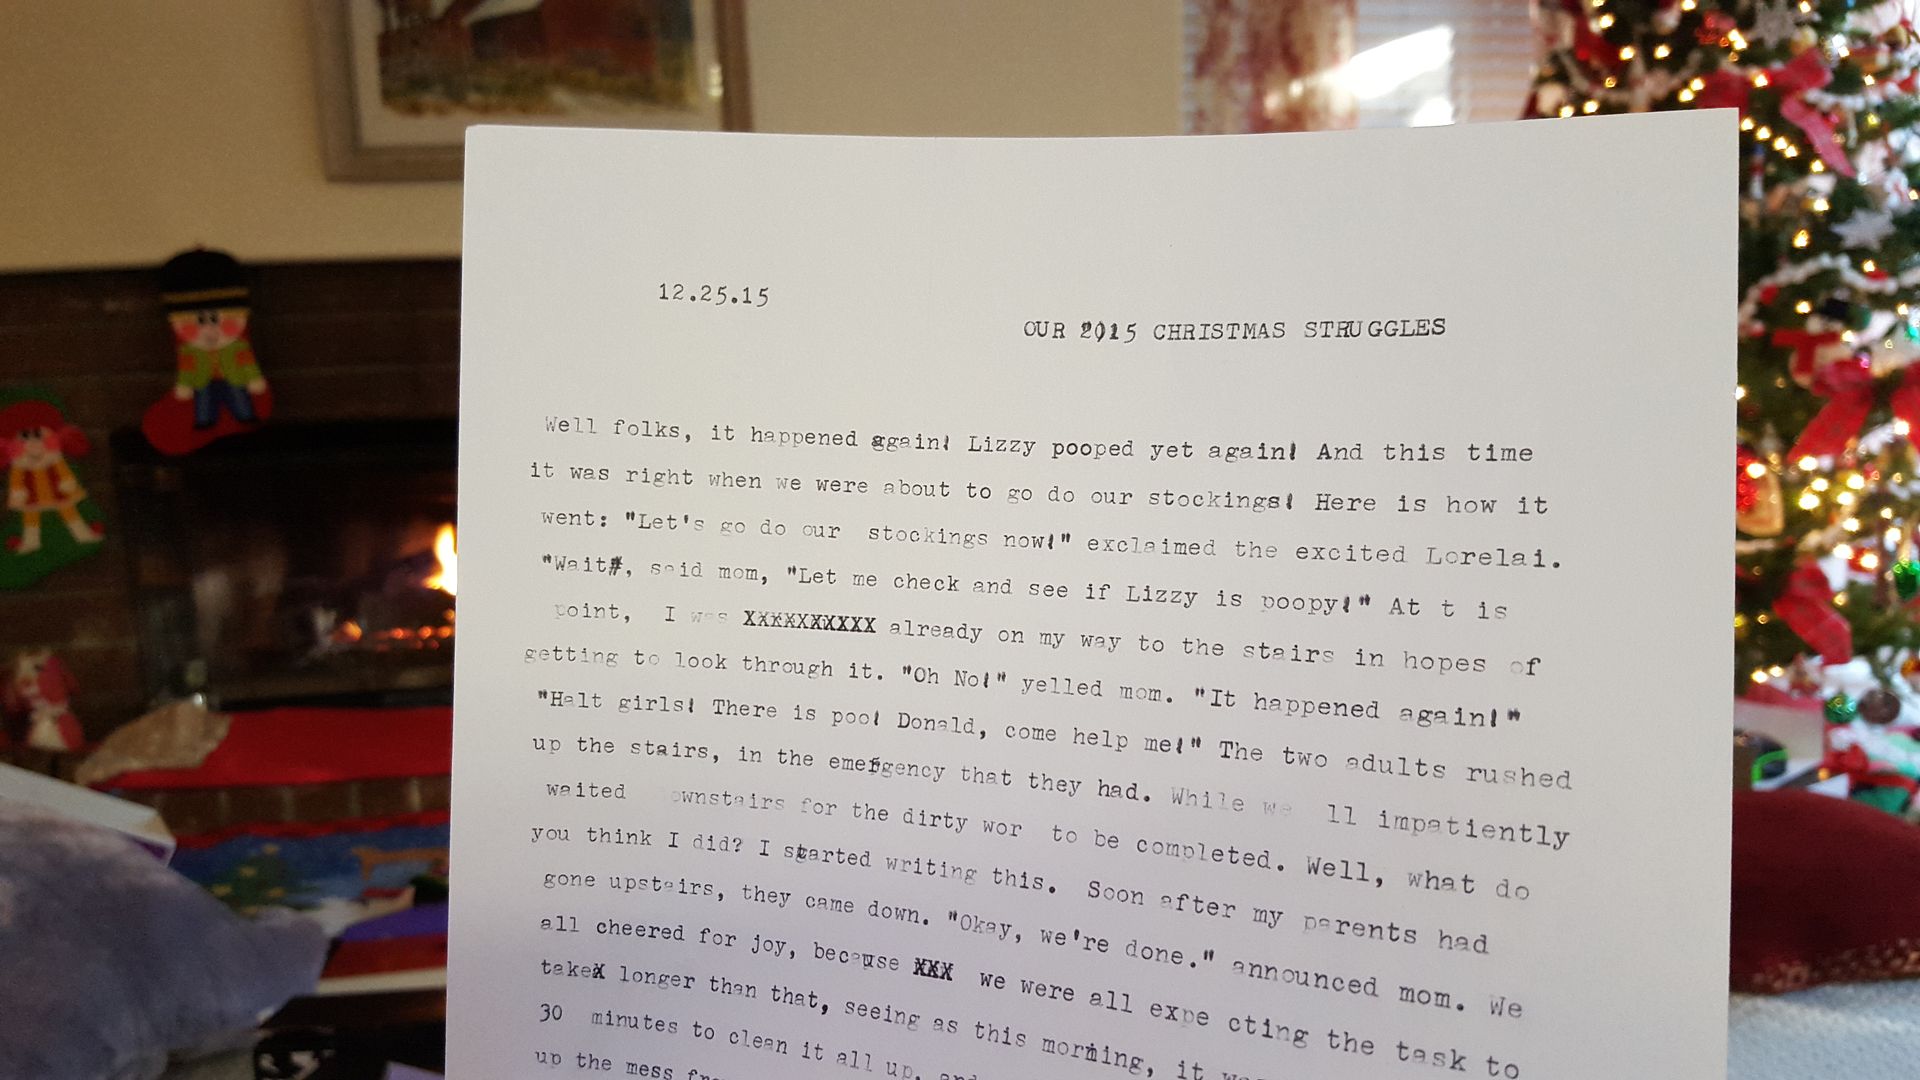 12.25.15
OUR 2015 CHRISTMAS STRUGGLES
Well folks, it happened again! Lizzy pooped yet again! And this time
it was right when we were about to go do our stockings! Here is how it
went: "Let's go do our stockings now!" exclaimed the excited Lorelai.
"Wait#, said mom, "Let me check and see if Lizzy is poopy!" At t is
point, I was XXXXXXXXXX already on my way to the stairs in hopes of
getting to look through it. "Oh No!" yelled mom. "It happened again!"
"Halt girls! There is poo! Donald, come help me!" The two adults rushed
up the stairs, in the emergency that they had. While we ll impatiently
waited ownstairs for the dirty wor to be completed. Well, what do
you think I did? I started writing this. Soon after my parents had
gone upstairs, they came down. "Okay, we're done." announced mom. We
all cheered for joy, because XXX we were all expe cting the task to
takeX longer than that, seeing as this morning, it
30 minutes to clean it all up,
up the mess